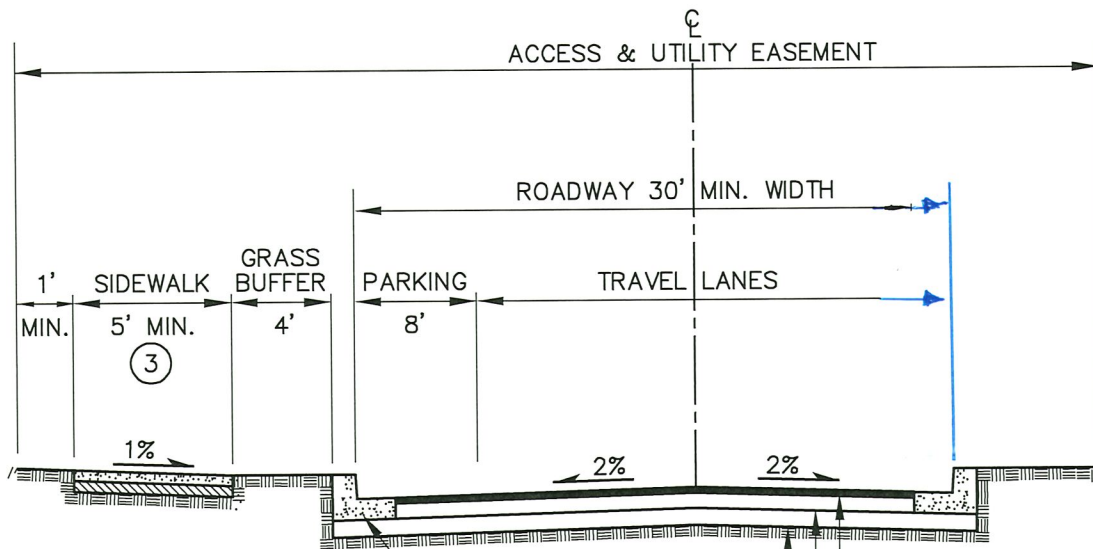 ℄
ACCESS & UTILITY EASEMENT
ROADWAY 30' MIN. WIDTH
1' SIDEWALK GRASS BUFFER PARKING TRAVEL LANES
MIN. 5' MIN. 4' 8'
3
1% 2% 2%